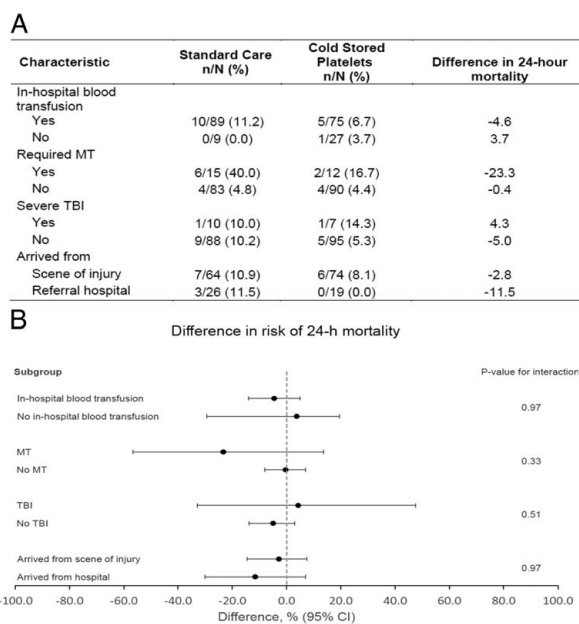 A
Characteristic Standard Care n/N (%) Cold Stored Platelets n/N (%) Difference in 24-hour mortality
In-hospital blood transfusion
Yes 10/89 (11.2) 5/75 (6.7) -4.6
No 0/9 (0.0) 1/27 (3.7) 3.7
Required MT
Yes 6/15 (40.0) 2/12 (16.7) -23.3
No 4/83 (4.8) 4/90 (4.4) -0.4
Severe TBI
Yes 1/10 (10.0) 1/7 (14.3) 4.3
No 9/88 (10.2) 5/95 (5.3) -5.0
Arrived from
Scene of injury 7/64 (10.9) 6/74 (8.1) -2.8
Referral hospital 3/26 (11.5) 0/19 (0.0) -11.5
B
Difference in risk of 24-h mortality
Subgroup P-value for interaction
In-hospital blood transfusion
0.97
No in-hospital blood transfusion
MT
0.33
No MT
TBI
0.51
No TBI
Arrived from scene of injury
0.97
Arrived from hospital
-100.0 -80.0 -60.0 -40.0 -20.0 0.0 20.0 40.0 60.0 80.0 100.0
Difference, % (95% CI)